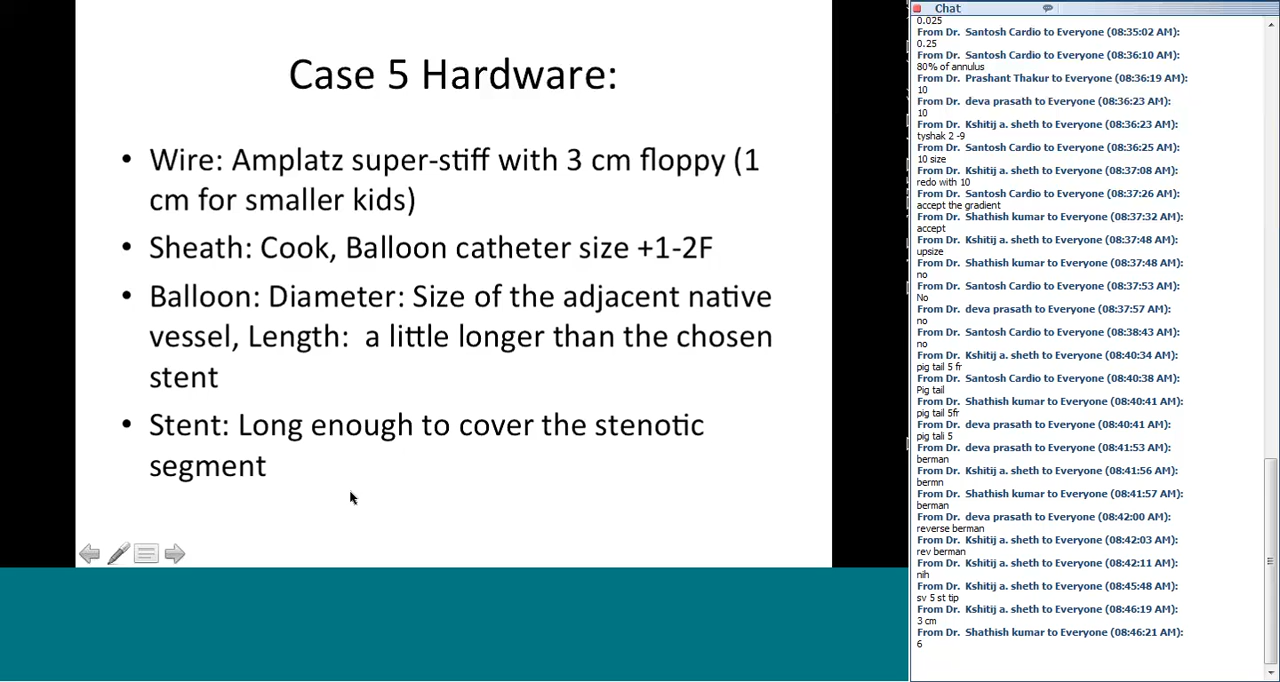 Case 5 Hardware:
• Wire: Amplatz super-stiff with 3 cm floppy (1
cm for smaller kids)
• Sheath: Cook, Balloon catheter size +1-2F
• Balloon: Diameter: Size of the adjacent native
vessel, Length:  a little longer than the chosen
stent
• Stent: Long enough to cover the stenotic
segment
Chat
0.025
From Dr. Santosh Cardio to Everyone (08:35:02 AM):
0.25
From Dr. Santosh Cardio to Everyone (08:36:10 AM):
80% of annulus
From Dr. Prashant Thakur to Everyone (08:36:19 AM):
10
From Dr. deva prasath to Everyone (08:36:23 AM):
10
From Dr. Kshitij a. sheth to Everyone (08:36:23 AM):
tyshak 2 -9
From Dr. Santosh Cardio to Everyone (08:36:25 AM):
10 size
From Dr. Kshitij a. sheth to Everyone (08:37:08 AM):
redo with 10
From Dr. Santosh Cardio to Everyone (08:37:26 AM):
accept the gradient
From Dr. Shathish kumar to Everyone (08:37:32 AM):
accept
From Dr. Kshitij a. sheth to Everyone (08:37:48 AM):
upsize
From Dr. Shathish kumar to Everyone (08:37:48 AM):
no
From Dr. Santosh Cardio to Everyone (08:37:53 AM):
No
From Dr. deva prasath to Everyone (08:37:57 AM):
no
From Dr. Santosh Cardio to Everyone (08:38:43 AM):
no
From Dr. Kshitij a. sheth to Everyone (08:40:34 AM):
pig tail 5 fr
From Dr. Santosh Cardio to Everyone (08:40:38 AM):
Pig tail
From Dr. Shathish kumar to Everyone (08:40:41 AM):
pig tail 5fr
From Dr. deva prasath to Everyone (08:40:41 AM):
pig tali 5
From Dr. deva prasath to Everyone (08:41:53 AM):
berman
From Dr. Kshitij a. sheth to Everyone (08:41:56 AM):
bermn
From Dr. Shathish kumar to Everyone (08:41:57 AM):
berman
From Dr. deva prasath to Everyone (08:42:00 AM):
reverse berman
From Dr. Kshitij a. sheth to Everyone (08:42:03 AM):
rev berman
From Dr. Kshitij a. sheth to Everyone (08:42:11 AM):
nih
From Dr. Kshitij a. sheth to Everyone (08:45:48 AM):
sv 5 st tip
From Dr. Kshitij a. sheth to Everyone (08:46:19 AM):
3 cm
From Dr. Shathish kumar to Everyone (08:46:21 AM):
6